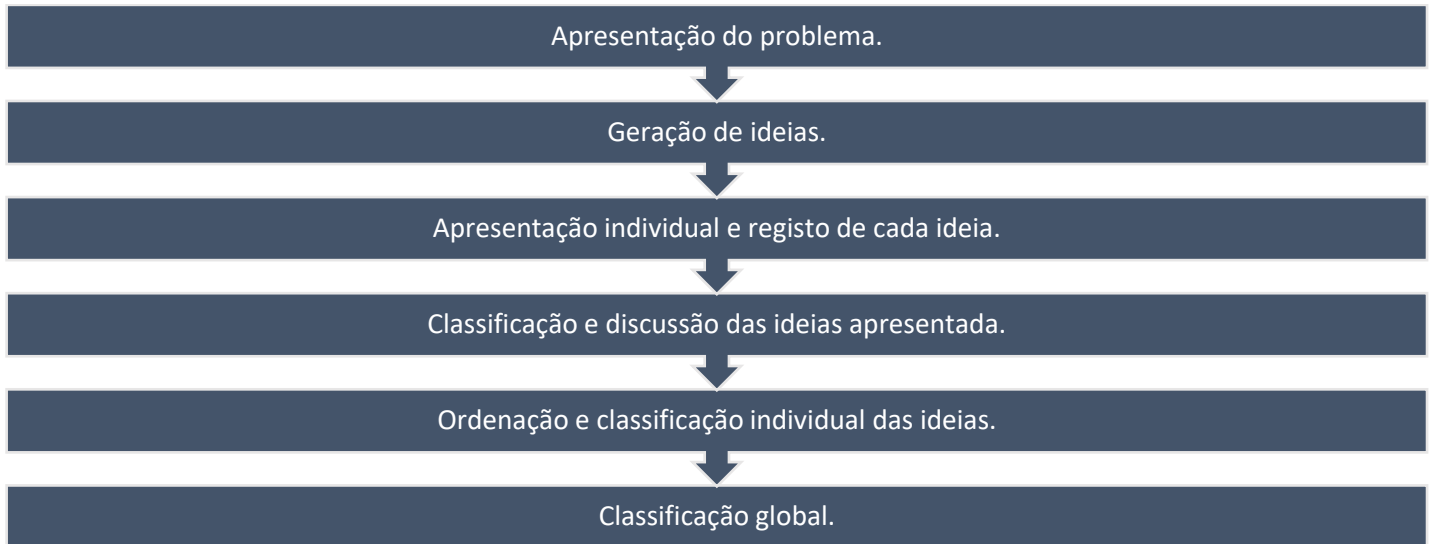 Apresentação do problema.
Geração de ideias.
Apresentação individual e registo de cada ideia.
Classificação e discussão das ideias apresentada.
Ordenação e classificação individual das ideias.
Classificação global.